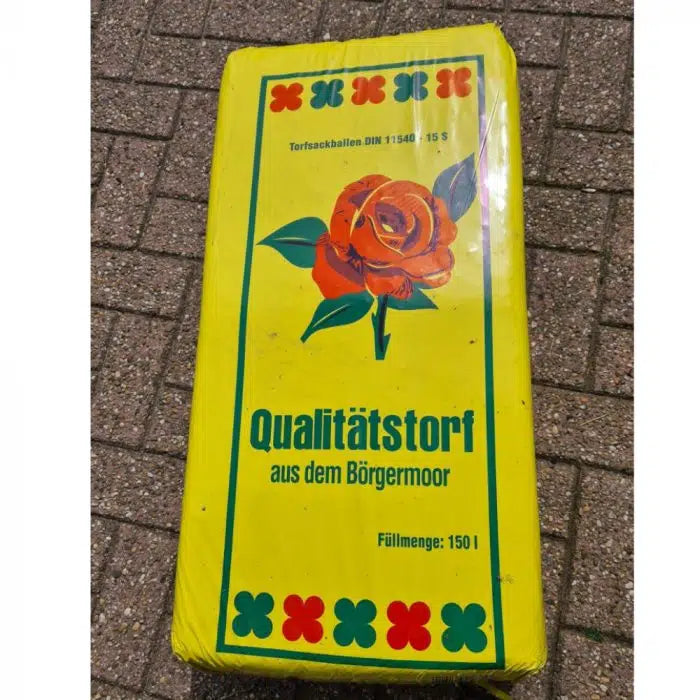 Torfsackballen DIN 11540 - 15 S
Qualitätstorf
aus dem Börgermoor
Füllmenge: 150 l